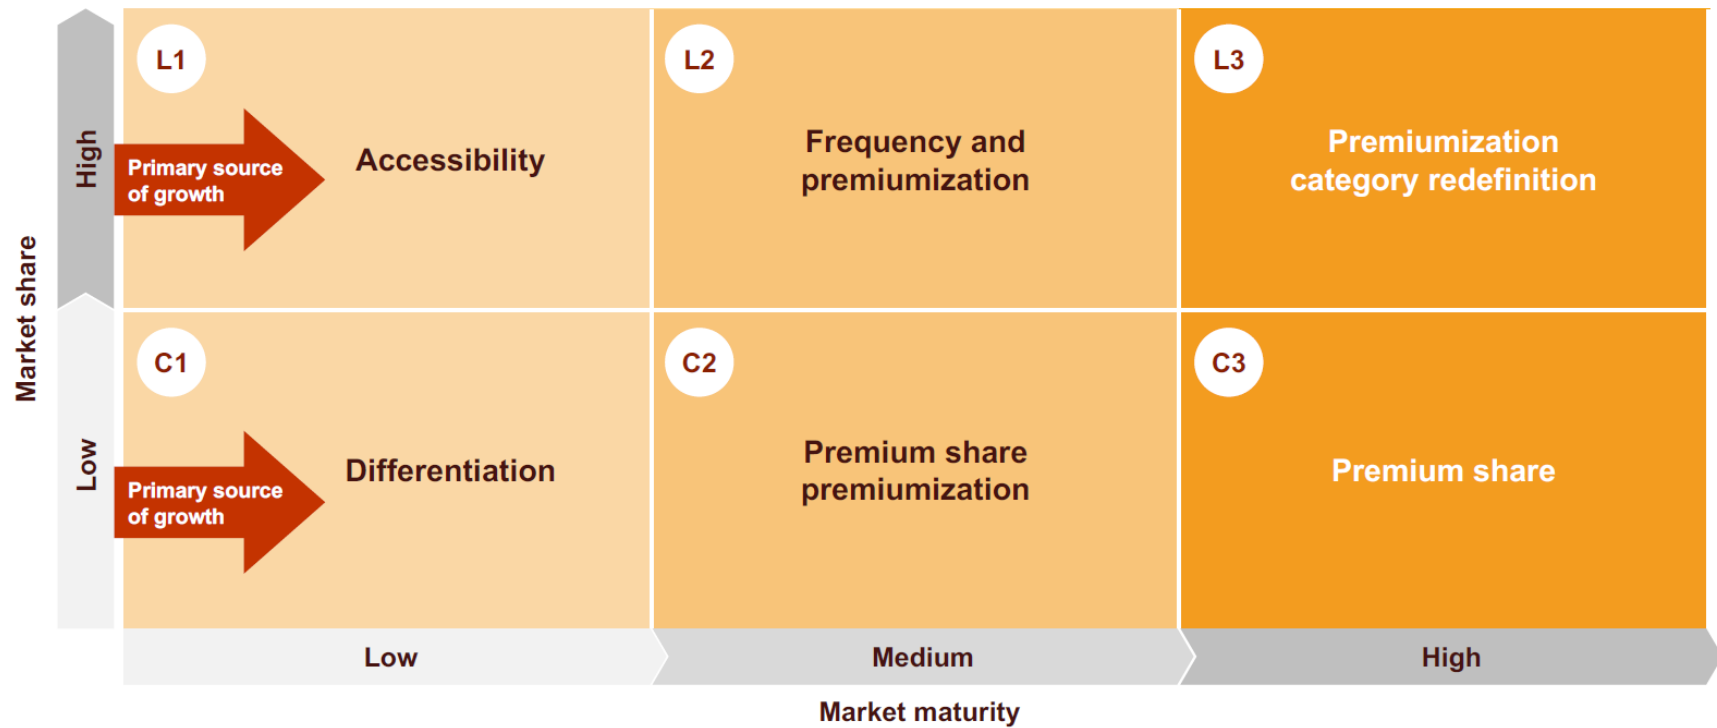 Market share
High
L1
Primary source
of growth
Accessibility
L2
Frequency and
premiumization
L3
Premiumization
category redefinition
Low
C1
Primary source
of growth
Differentiation
C2
Premium share
premiumization
C3
Premium share
Low
Medium
High
Market maturity